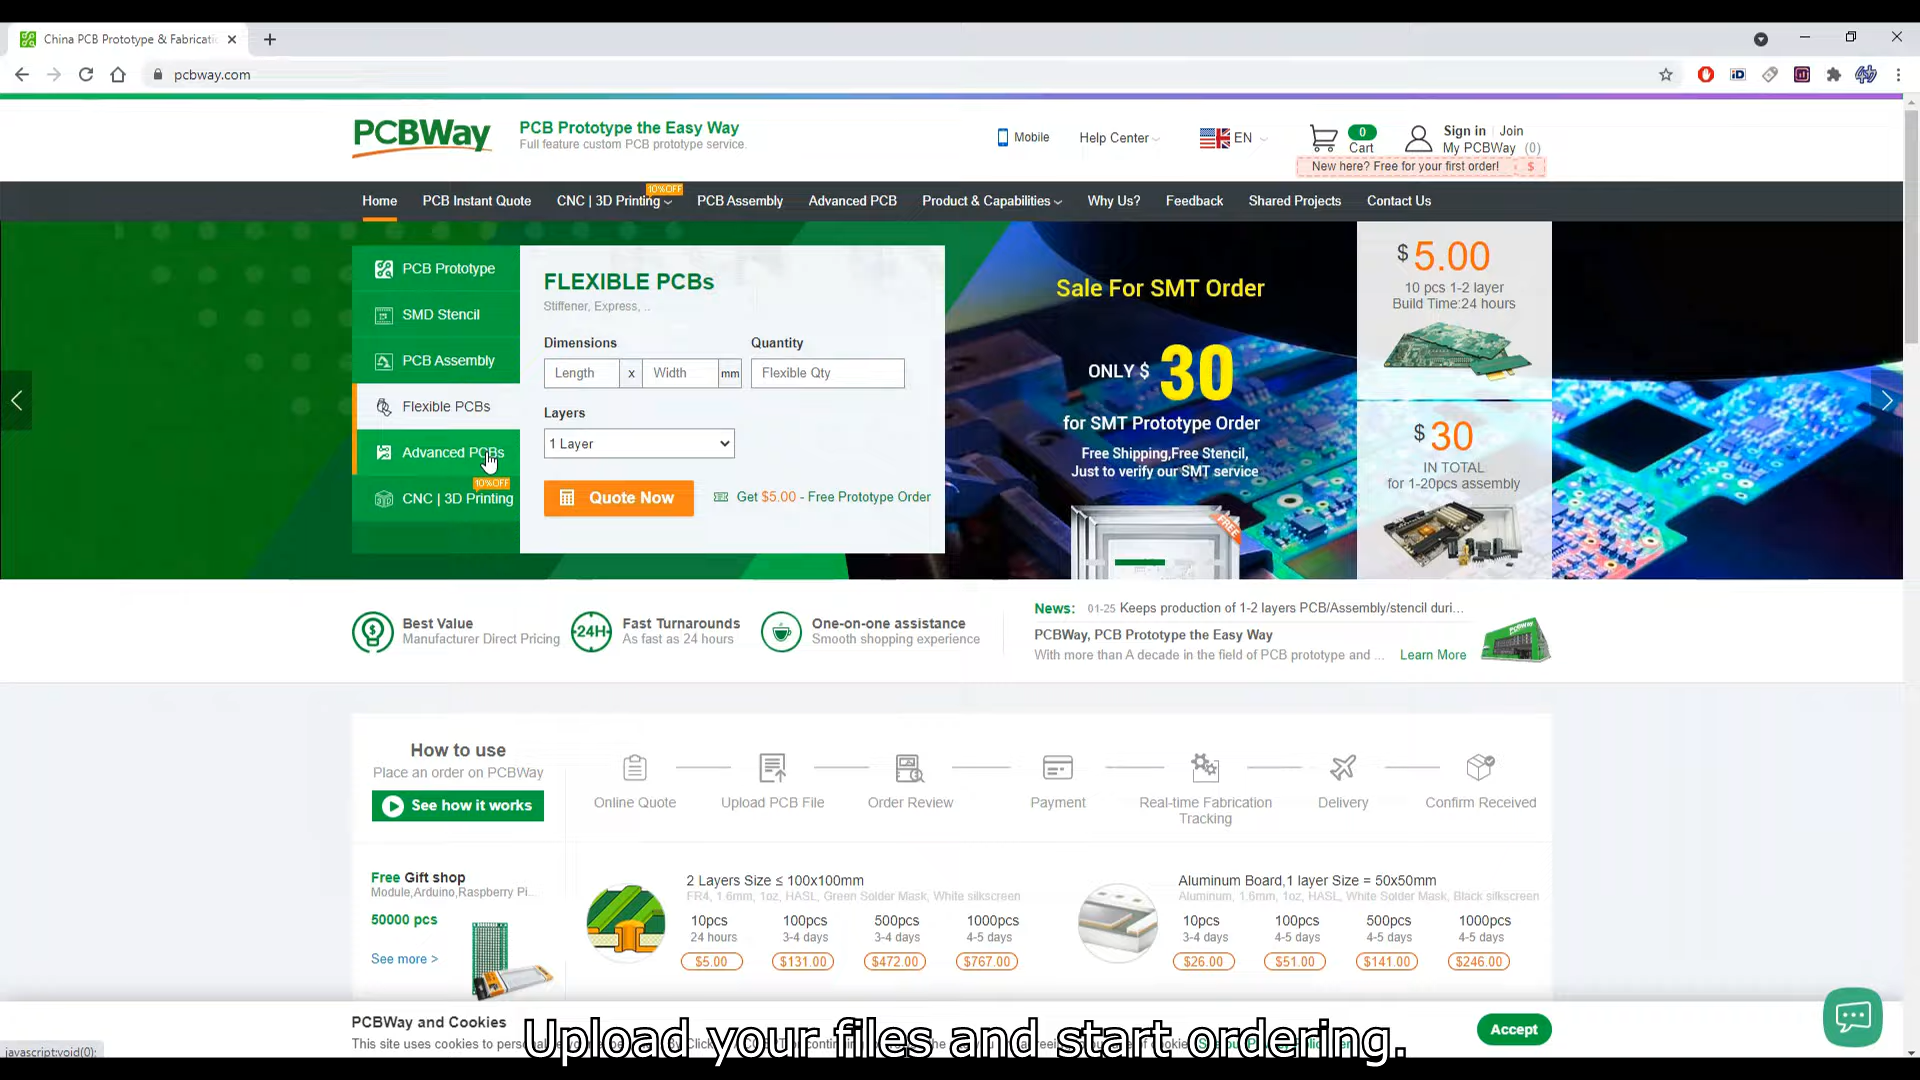 China PCB Prototype & Fabricati
pcbway.com
PCBWay
PCB Prototype the Easy Way
Full feature custom PCB prototype service.
Mobile
Help Center
EN
0
Cart
Sign in | Join
My PCBWay (0)
New here? Free for your first order! $
Home
PCB Instant Quote
CNC | 3D Printing
10%OFF
PCB Assembly
Advanced PCB
Product & Capabilities
Why Us?
Feedback
Shared Projects
Contact Us
PCB Prototype
SMD Stencil
PCB Assembly
Flexible PCBs
Advanced PCBs
10%OFF
CNC | 3D Printing
FLEXIBLE PCBs
Stiffener, Express, ..
Dimensions
Quantity
Length x Width mm
Flexible Qty
Layers
1 Layer
Quote Now
Get $5.00 - Free Prototype Order
Sale For SMT Order
ONLY $ 30
for SMT Prototype Order
Free Shipping,Free Stencil,
Just to verify our SMT service
FREE
$ 5.00
10 pcs 1-2 layer
Build Time:24 hours
$ 30
IN TOTAL
for 1-20pcs assembly
Best Value
Manufacturer Direct Pricing
24H
Fast Turnarounds
As fast as 24 hours
One-on-one assistance
Smooth shopping experience
News: 01-25 Keeps production of 1-2 layers PCB/Assembly/stencil duri...
PCBWay, PCB Prototype the Easy Way
With more than A decade in the field of PCB prototype and ... Learn More
How to use
Place an order on PCBWay
See how it works
Online Quote
Upload PCB File
Order Review
Payment
Real-time Fabrication
Tracking
Delivery
Confirm Received
Free Gift shop
Module,Arduino,Raspberry Pi...
50000 pcs
See more >
2 Layers Size ≤ 100x100mm
FR4, 1.6mm, 1oz, HASL, Green Solder Mask, White silkscreen
10pcs 100pcs 500pcs 1000pcs
24 hours 3-4 days 3-4 days 4-5 days
$5.00 $131.00 $472.00 $767.00
Aluminum Board,1 layer Size = 50x50mm
Aluminum, 1.6mm, 1oz, HASL, White Solder Mask, Black silkscreen
10pcs 100pcs 500pcs 1000pcs
3-4 days 4-5 days 4-5 days 4-5 days
$26.00 $51.00 $141.00 $246.00
PCBWay and Cookies
This site uses cookies to
Accept
Upload your files and start ordering.
javascript:void(0);